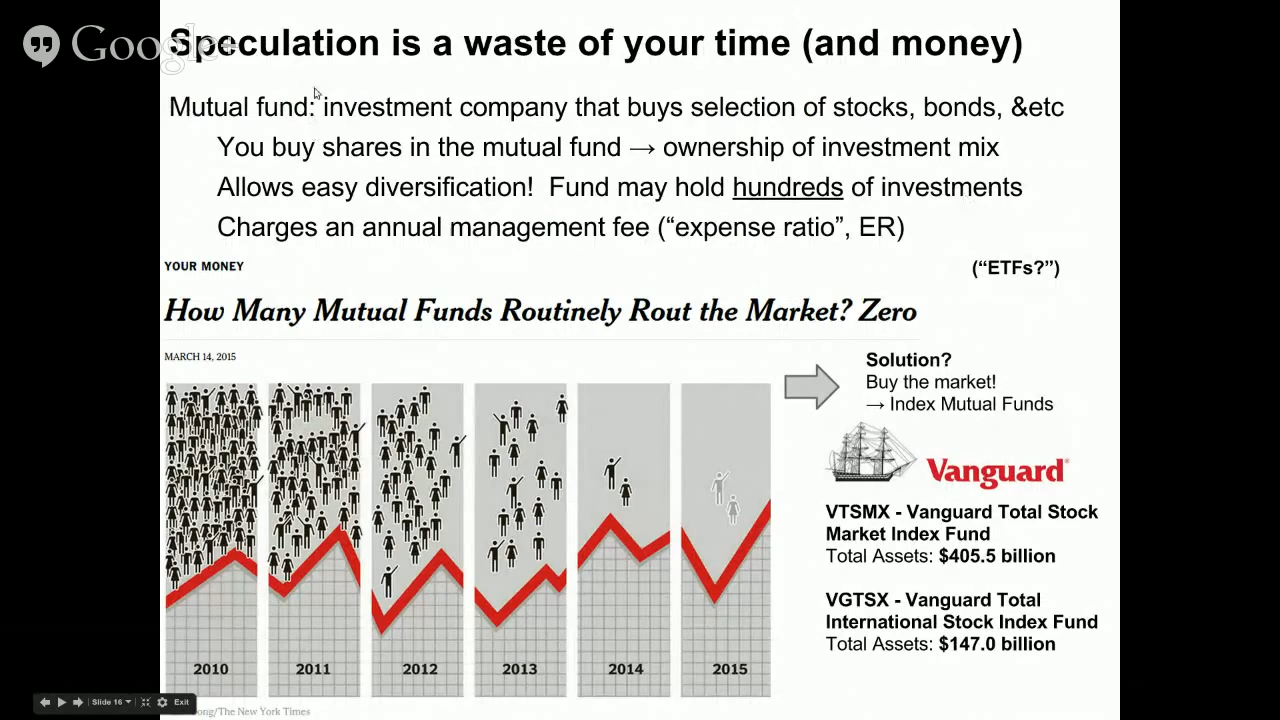 Google+
Speculation is a waste of your time (and money)
Mutual fund: investment company that buys selection of stocks, bonds, &etc
You buy shares in the mutual fund → ownership of investment mix
Allows easy diversification!  Fund may hold hundreds of investments
Charges an annual management fee (“expense ratio”, ER)
YOUR MONEY
(“ETFs?”)
How Many Mutual Funds Routinely Rout the Market? Zero
MARCH 14, 2015
Solution?
Buy the market!
→ Index Mutual Funds
Vanguard®
VTSMX - Vanguard Total Stock
Market Index Fund
Total Assets: $405.5 billion
VGTSX - Vanguard Total
International Stock Index Fund
Total Assets: $147.0 billion
2010 2011 2012 2013 2014 2015
Slide 16 Exit
The New York Times